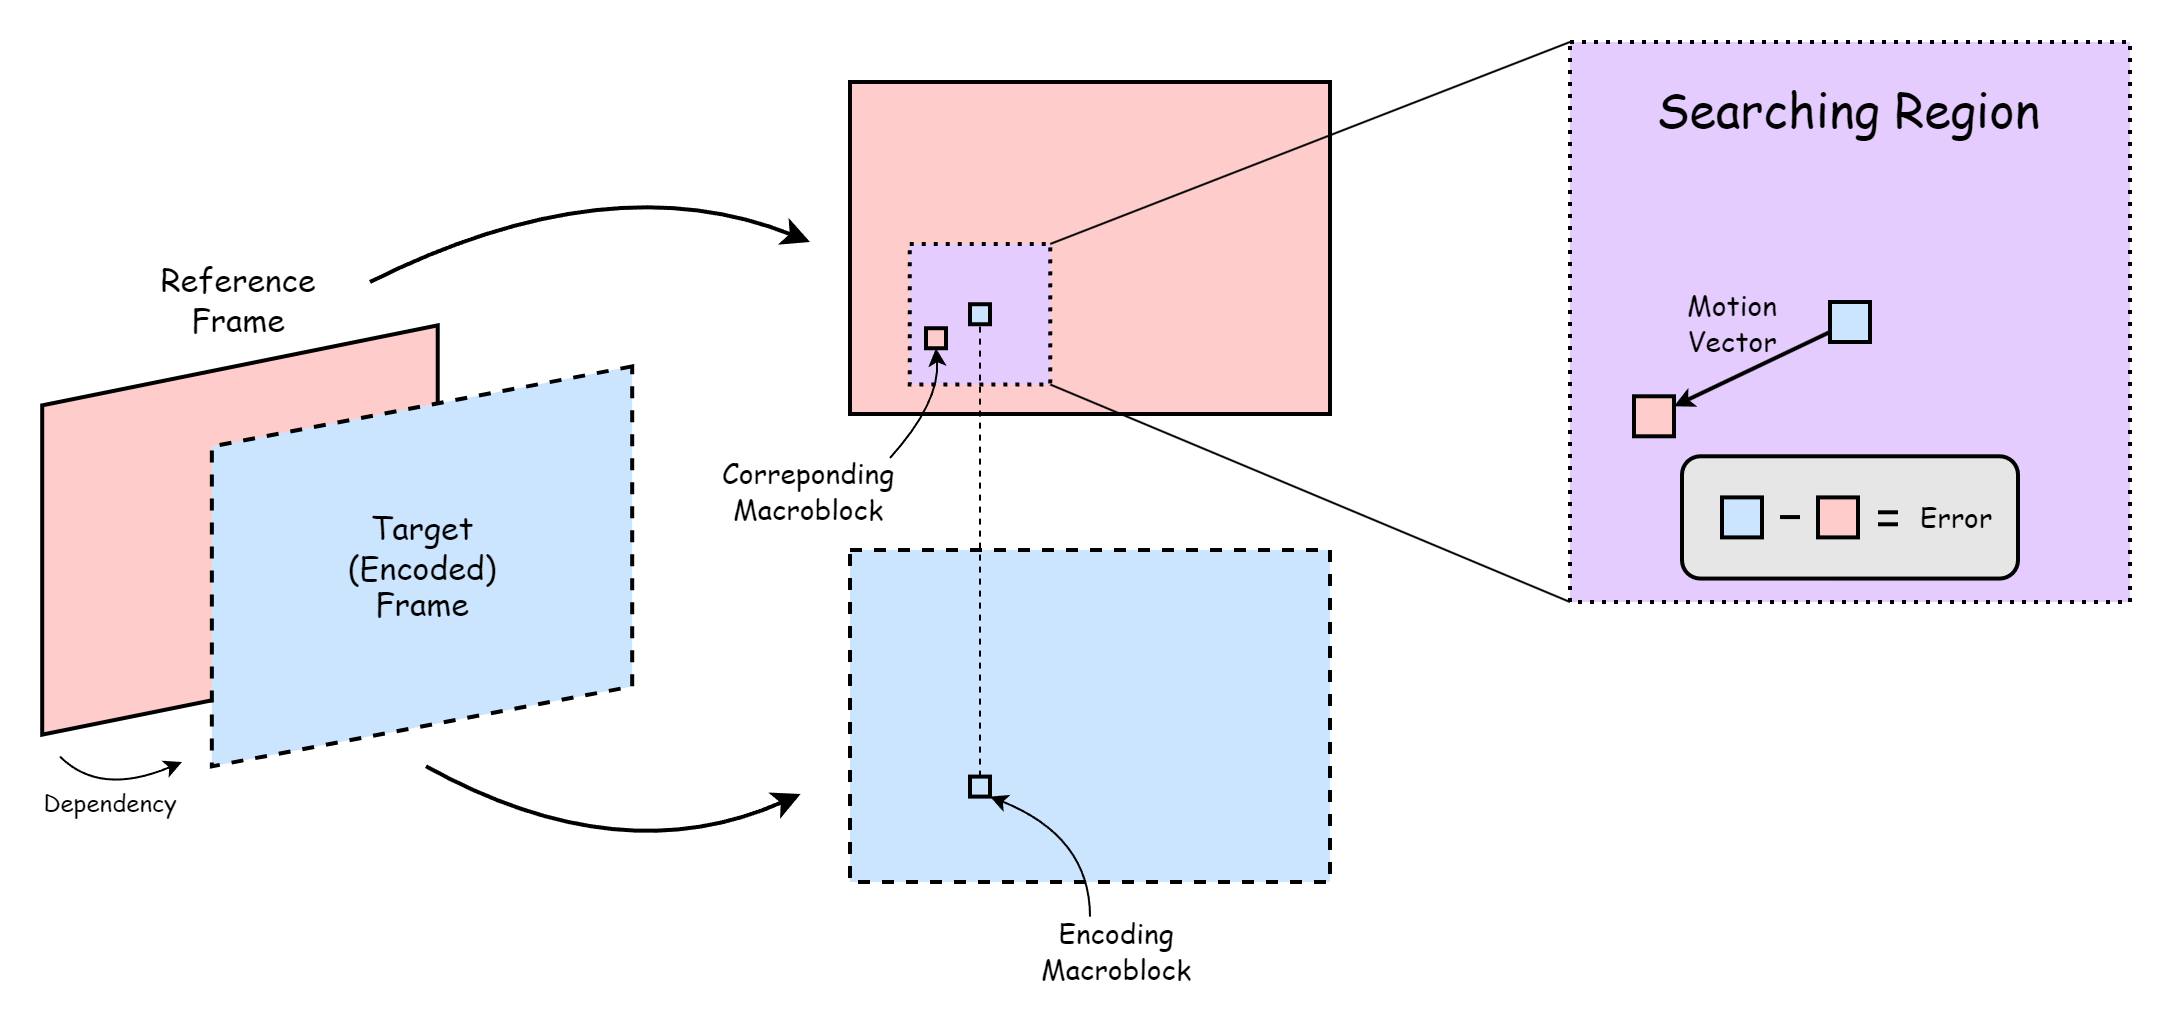 Reference
Frame
Target
(Encoded)
Frame
Dependency
Correponding
Macroblock
Encoding
Macroblock
Searching Region
Motion
Vector
− = Error